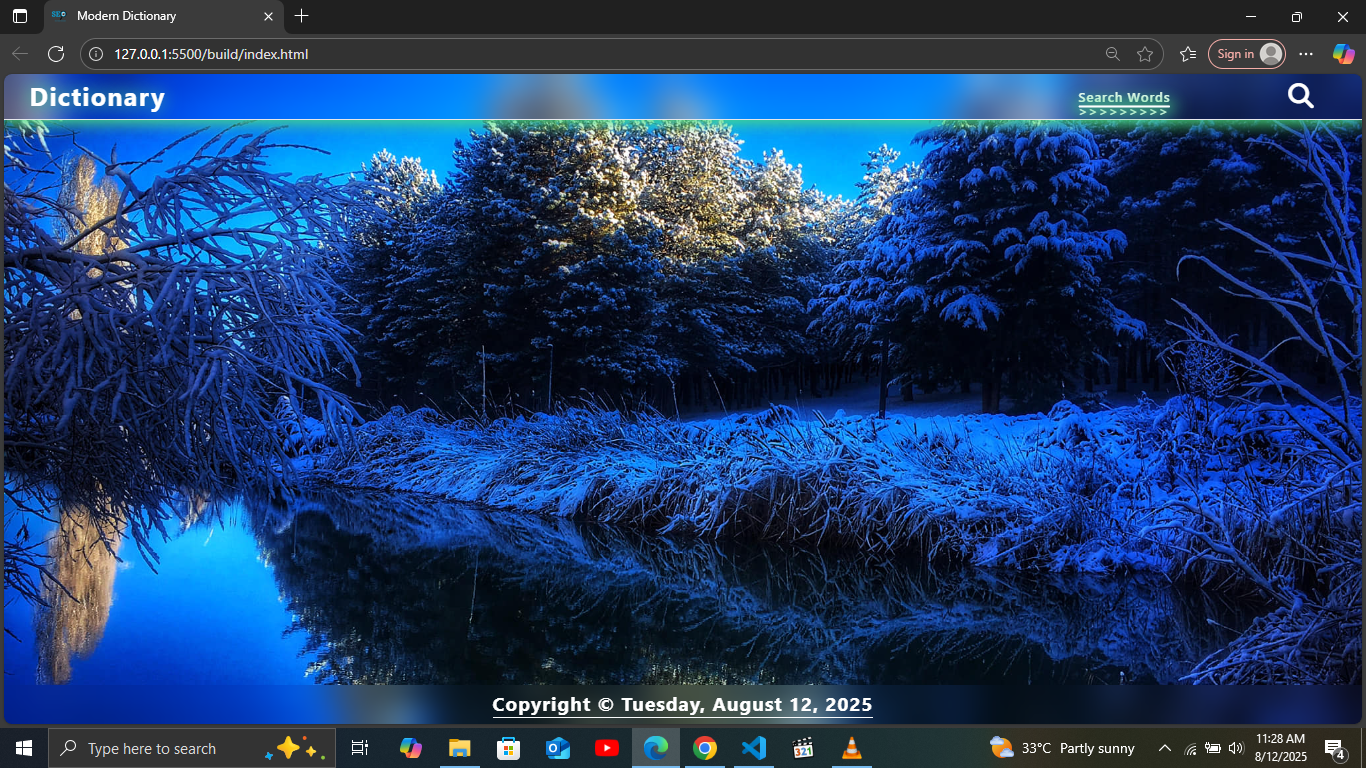 Modern Dictionary
127.0.0.1:5500/build/index.html
Sign in
Dictionary
Search Words
>>>>>>>>>
Copyright © Tuesday, August 12, 2025
Type here to search
321
33°C Partly sunny
11:28 AM
8/12/2025
4